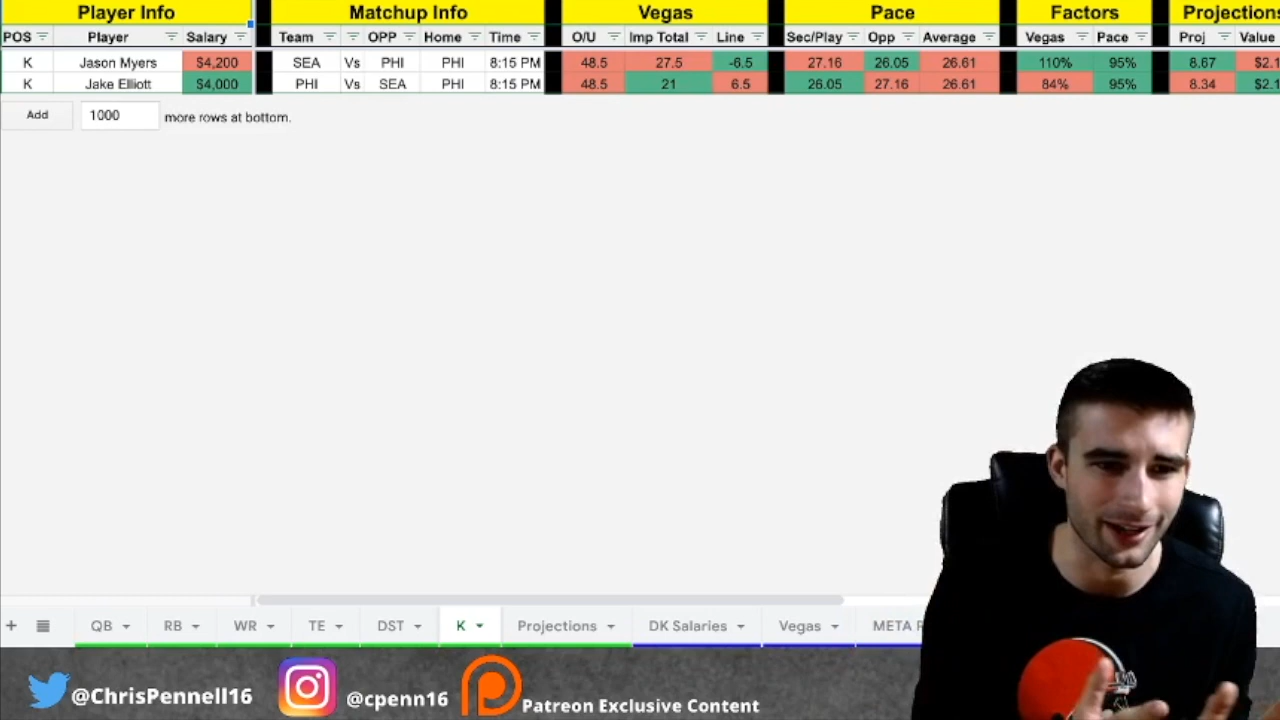 Player Info Matchup Info Vegas Pace Factors Projections
POS Player Salary Team OPP Home Time O/U Imp Total Line Sec/Play Opp Average Vegas Pace Proj Value
K Jason Myers $4,200 SEA Vs PHI PHI 8:15 PM 48.5 27.5 -6.5 27.16 26.05 26.61 110% 95% 8.67
K Jake Elliott $4,000 PHI Vs SEA PHI 8:15 PM 48.5 21 6.5 26.05 27.16 26.61 84% 95% 8.34
Add 1000 more rows at bottom.
+ QB RB WR TE DST K Projections DK Salaries Vegas META
@ChrisPennell16 @cpenn16 Patreon Exclusive Content